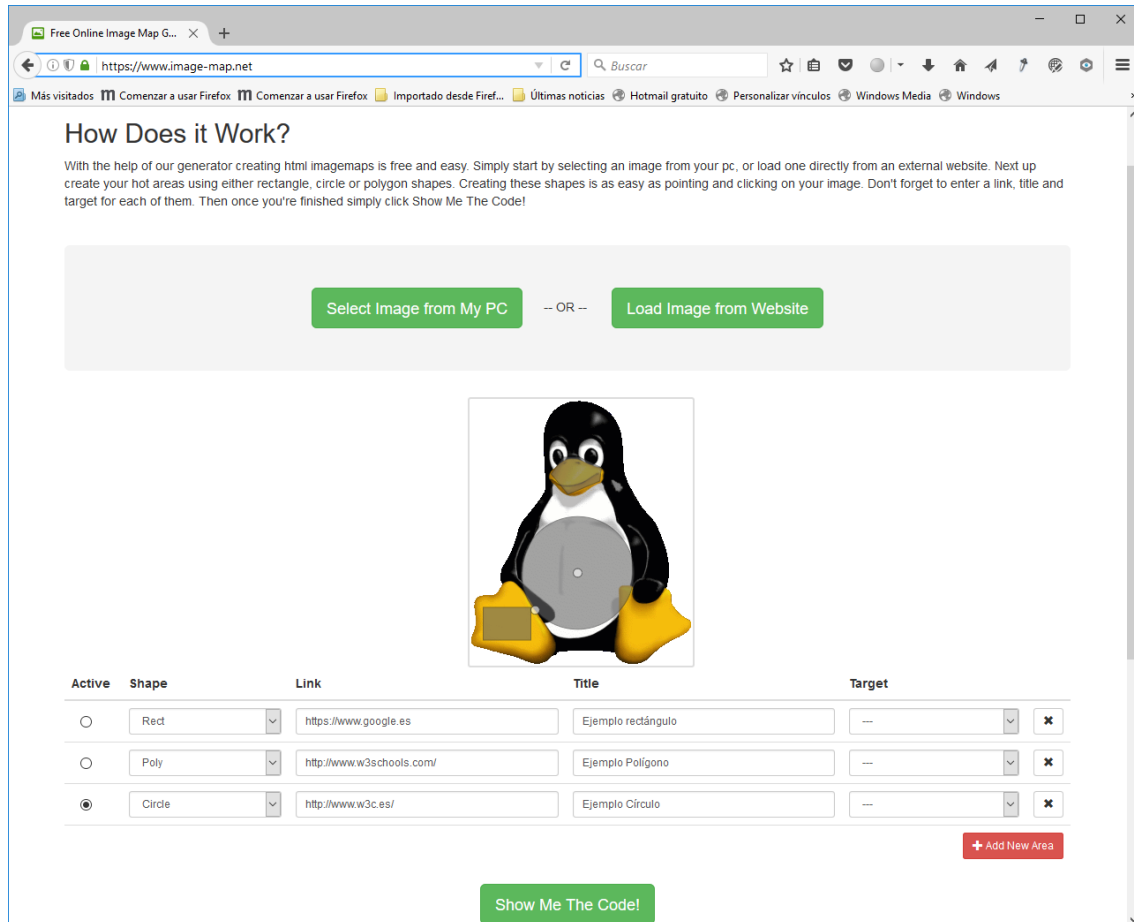 Free Online Image Map G...
https://www.image-map.net
Buscar
Más visitados Comenzar a usar Firefox Comenzar a usar Firefox Importado desde Firef... Últimas noticias Hotmail gratuito Personalizar vínculos Windows Media Windows
How Does it Work?
With the help of our generator creating html imagemaps is free and easy. Simply start by selecting an image from your pc, or load one directly from an external website. Next up
create your hot areas using either rectangle, circle or polygon shapes. Creating these shapes is as easy as pointing and clicking on your image. Don't forget to enter a link, title and
target for each of them. Then once you're finished simply click Show Me The Code!
Select Image from My PC -- OR -- Load Image from Website
Active Shape Link Title Target
Rect https://www.google.es Ejemplo rectángulo ---
Poly http://www.w3schools.com/ Ejemplo Polígono ---
Circle http://www.w3c.es/ Ejemplo Círculo ---
Add New Area
Show Me The Code!